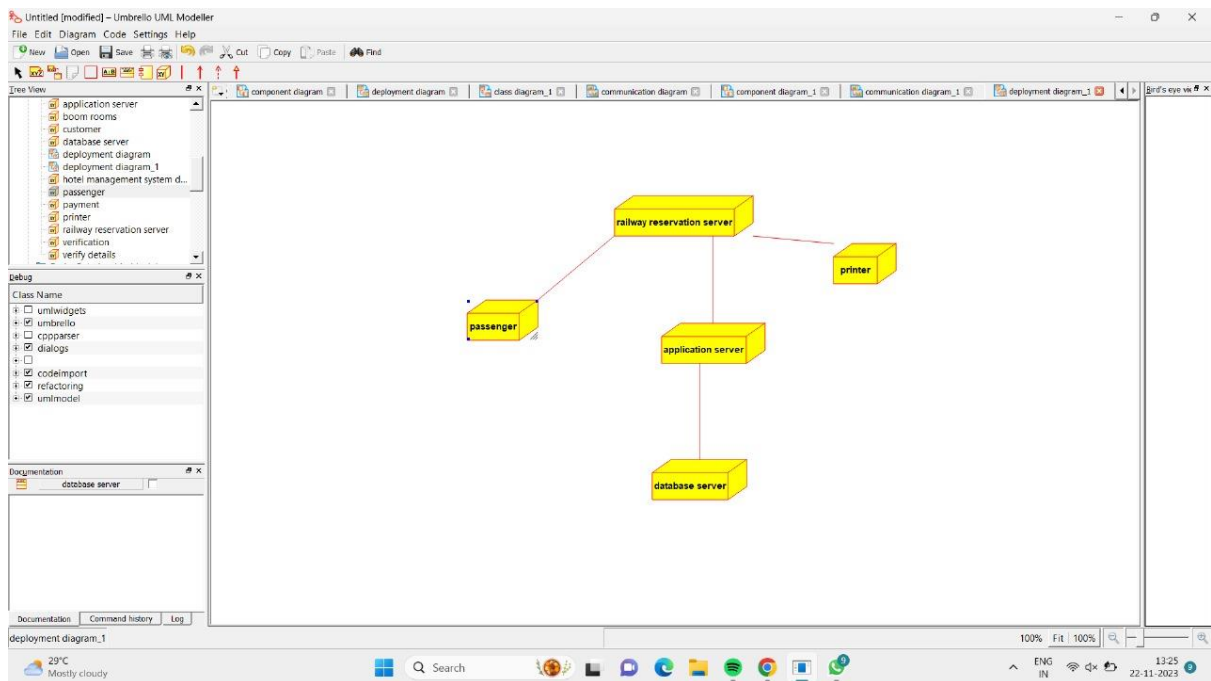 Untitled [modified] – Umbrello UML Modeller
File Edit Diagram Code Settings Help
New Open Save Cut Copy Paste Find
Tree View
component diagram deployment diagram class diagram_1 communication diagram component diagram_1 communication diagram_1 deployment diagram_1
Bird's eye vie
application server
boom rooms
customer
database server
deployment diagram
deployment diagram_1
hotel management system d...
passenger
payment
printer
railway reservation server
verification
verify details
Debug
Class Name
umlwidgets
umbrello
cppparser
dialogs
codeimport
refactoring
umlmodel
Documentation
database server
Documentation Command history Log
railway reservation server
printer
passenger
application server
database server
deployment diagram_1
100% Fit 100%
29°C
Mostly cloudy
Search
9
ENG
IN
13:25
22-11-2023
9